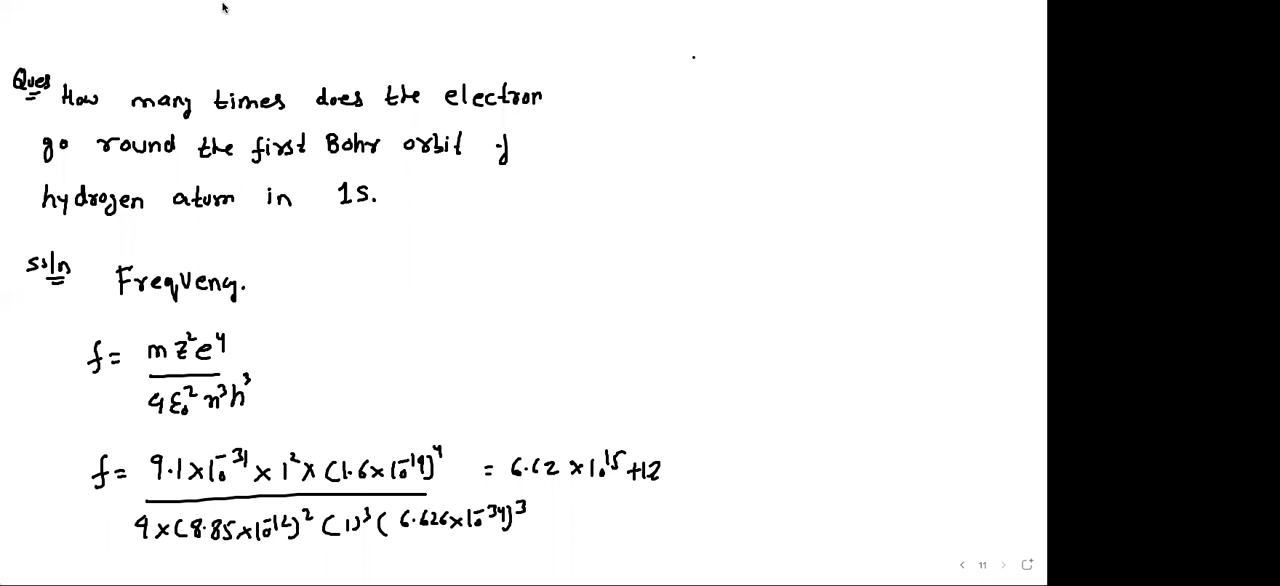 Ques How many times does the electron
go round the first Bohr orbit of
hydrogen atom in 1s.
Soln Frequency.
f = mz²e⁴ / 4ε₀²n³h³
f = 9.1×10⁻³¹ × 1² × (1.6×10⁻¹⁹)⁴ / 4×(8.85×10⁻¹²)² (1)³ (6.626×10⁻³⁴)³ = 6.62 × 10¹⁵ Hz
< 11 >